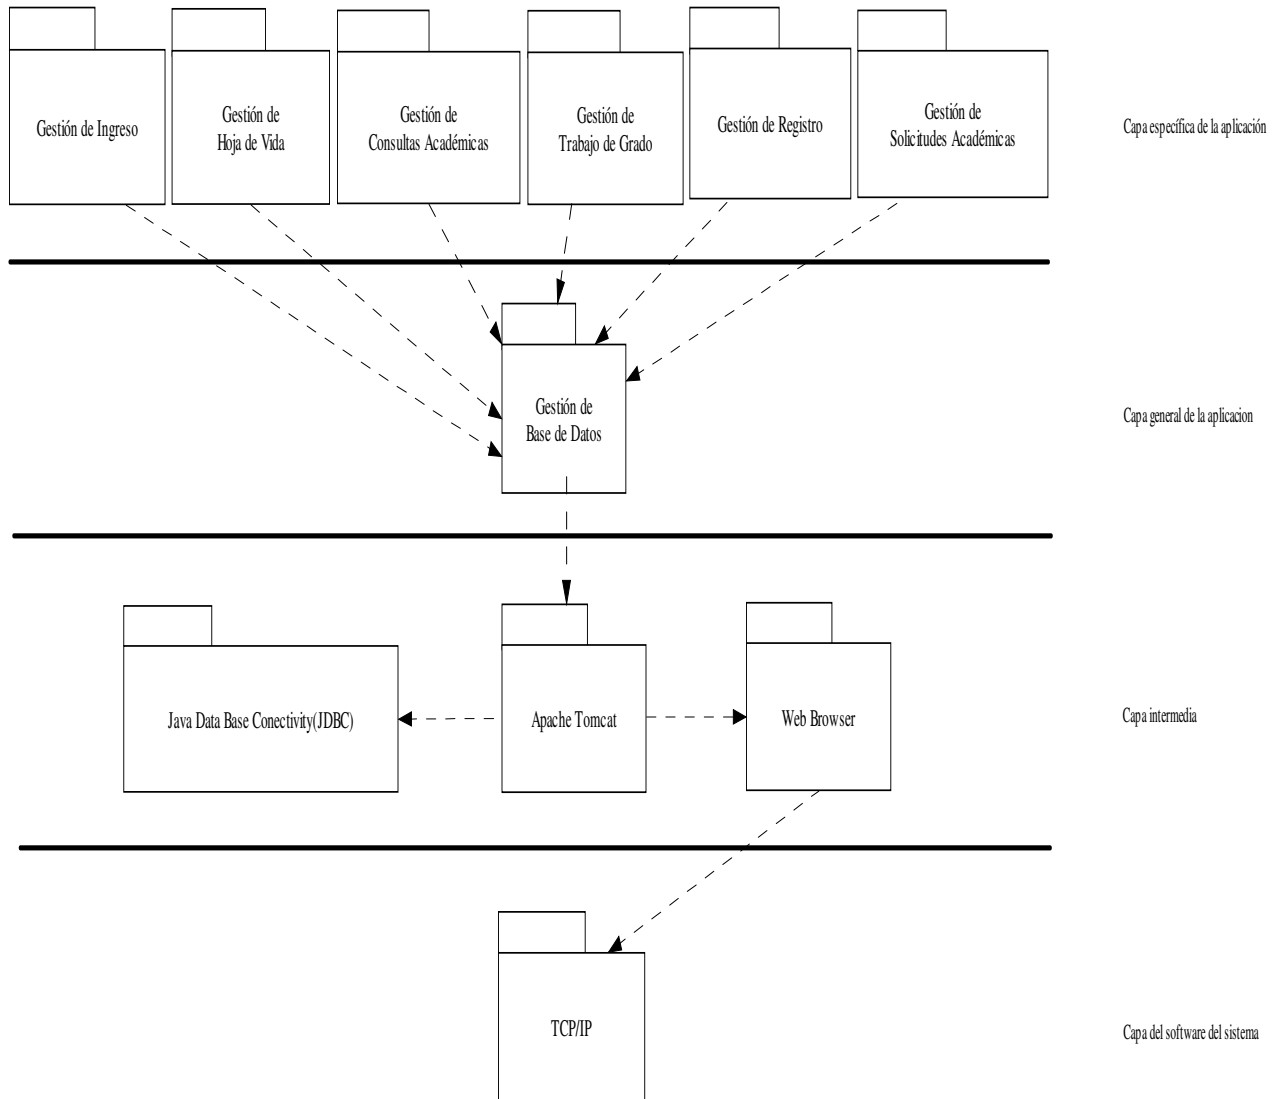 Gestión de Ingreso
Gestión de
Hoja de Vida
Gestión de
Consultas Académicas
Gestión de
Trabajo de Grado
Gestión de Registro
Gestión de
Solicitudes Académicas
Capa específica de la aplicación
Gestión de
Base de Datos
Capa general de la aplicacion
Java Data Base Conectivity(JDBC)
Apache Tomcat
Web Browser
Capa intermedia
TCP/IP
Capa del software del sistema